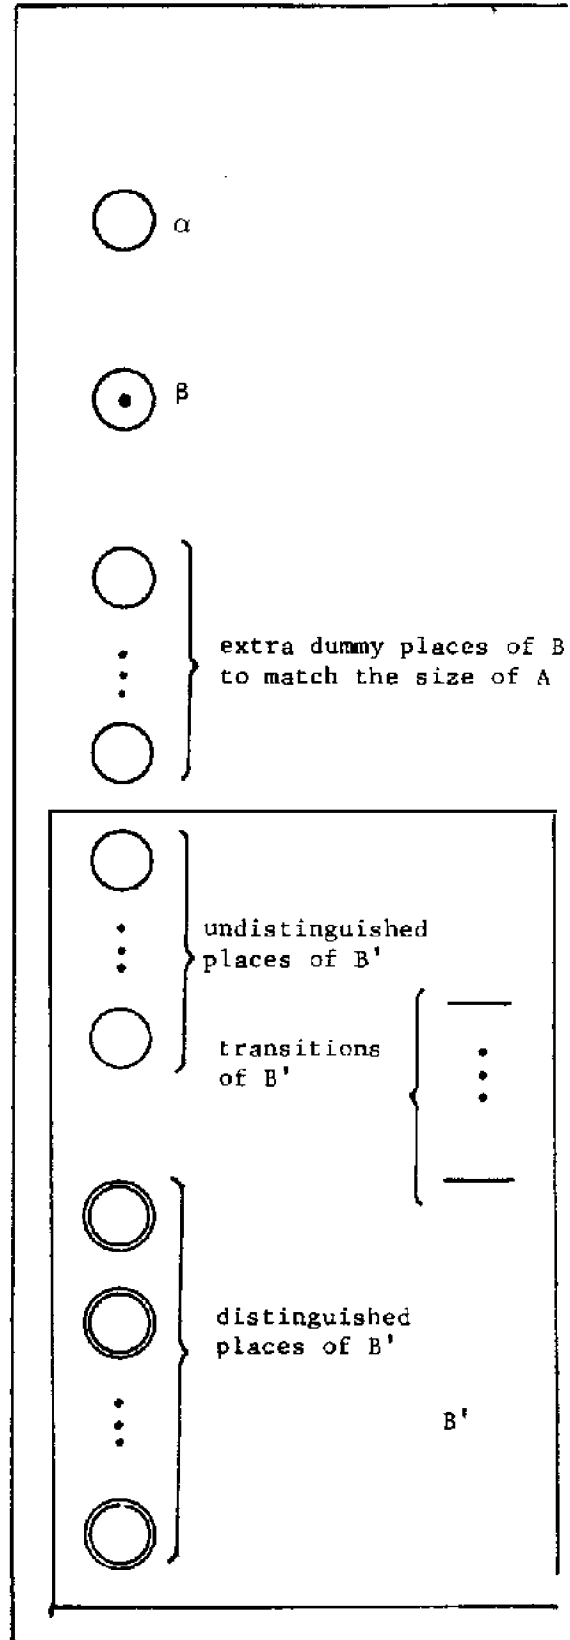 α
β
extra dummy places of B
to match the size of A
undistinguished
places of B'
transitions
of B'
distinguished
places of B'
B'